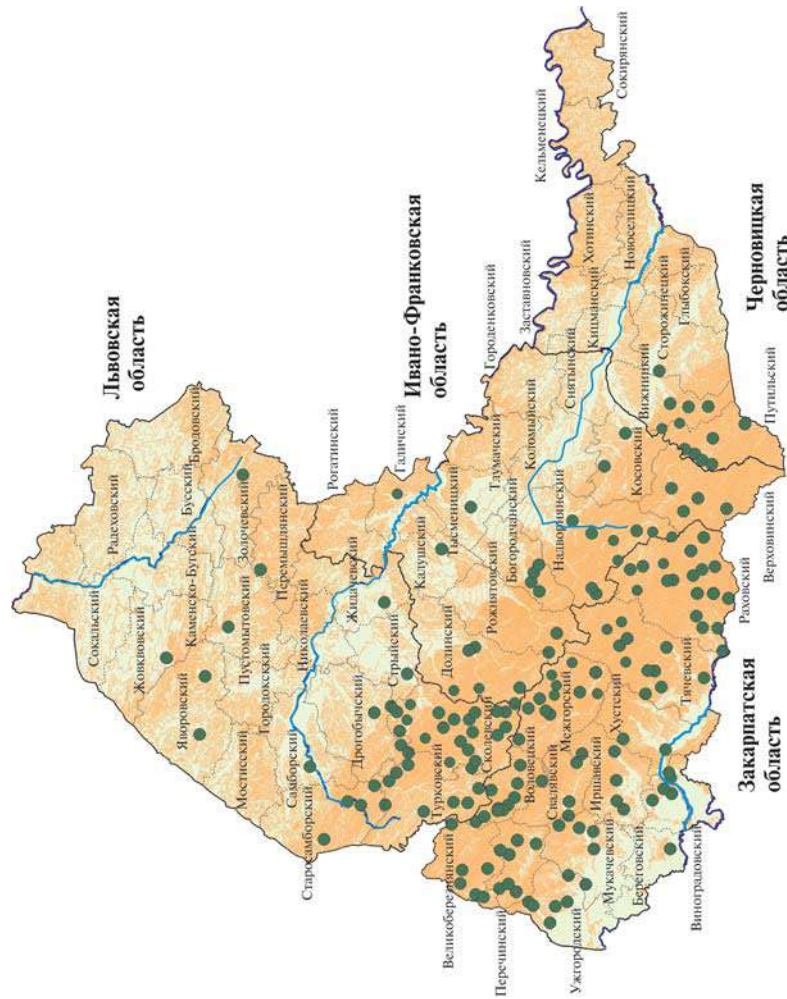 Львовская
область
Сокальский
Радеховский
Жовквовский
Каменско-Бугский
Бусский
Бродовский
Яворовский
Золочевский
Пустомытовский
Городоксккий
Перемышлянский
Мостисский
Николаевский
Самборский
Старосамборский
Жидачевский
Дрогобычский
Стрыйский
Турковский
Сколевский
Ивано-Франковская
область
Рогатинский
Галичский
Калушский
Тысменицкий
Долинский
Рожнятовский
Богородчанский
Тлумачский
Городенковский
Коломыйский
Снятынский
Надворнянский
Косовский
Верховинский
Закарпатская
область
Великоберезнянский
Перечинский
Ужгородский
Воловецкий
Свалявский
Межгорский
Мукачевский
Иршавский
Береговский
Хустский
Виноградовский
Тячевский
Раховский
Черновицкая
область
Заставновский
Кельменецкий
Сокирянский
Хотинский
Кицманский
Новоселицкий
Вижницкий
Сторожинецкий
Глыбокский
Путильский